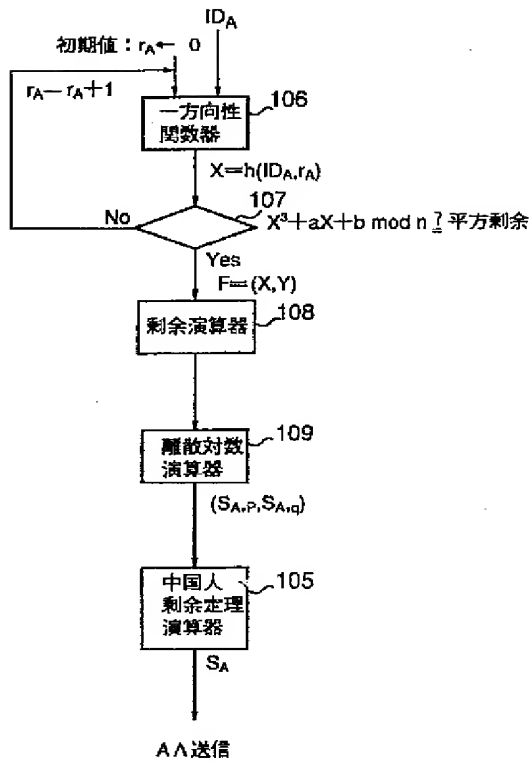 ID_A
初期値：r_A← 0
r_A—r_A+1
106
一方向性
関数器
X=h(ID_A,r_A)
107
No
X³+aX+b mod n ≟ 平方剰余
Yes
F=(X,Y)
108
剰余演算器
109
離散対数
演算器
(S_A,P,S_A,q)
105
中国人
剰余定理
演算器
S_A
A∧送信